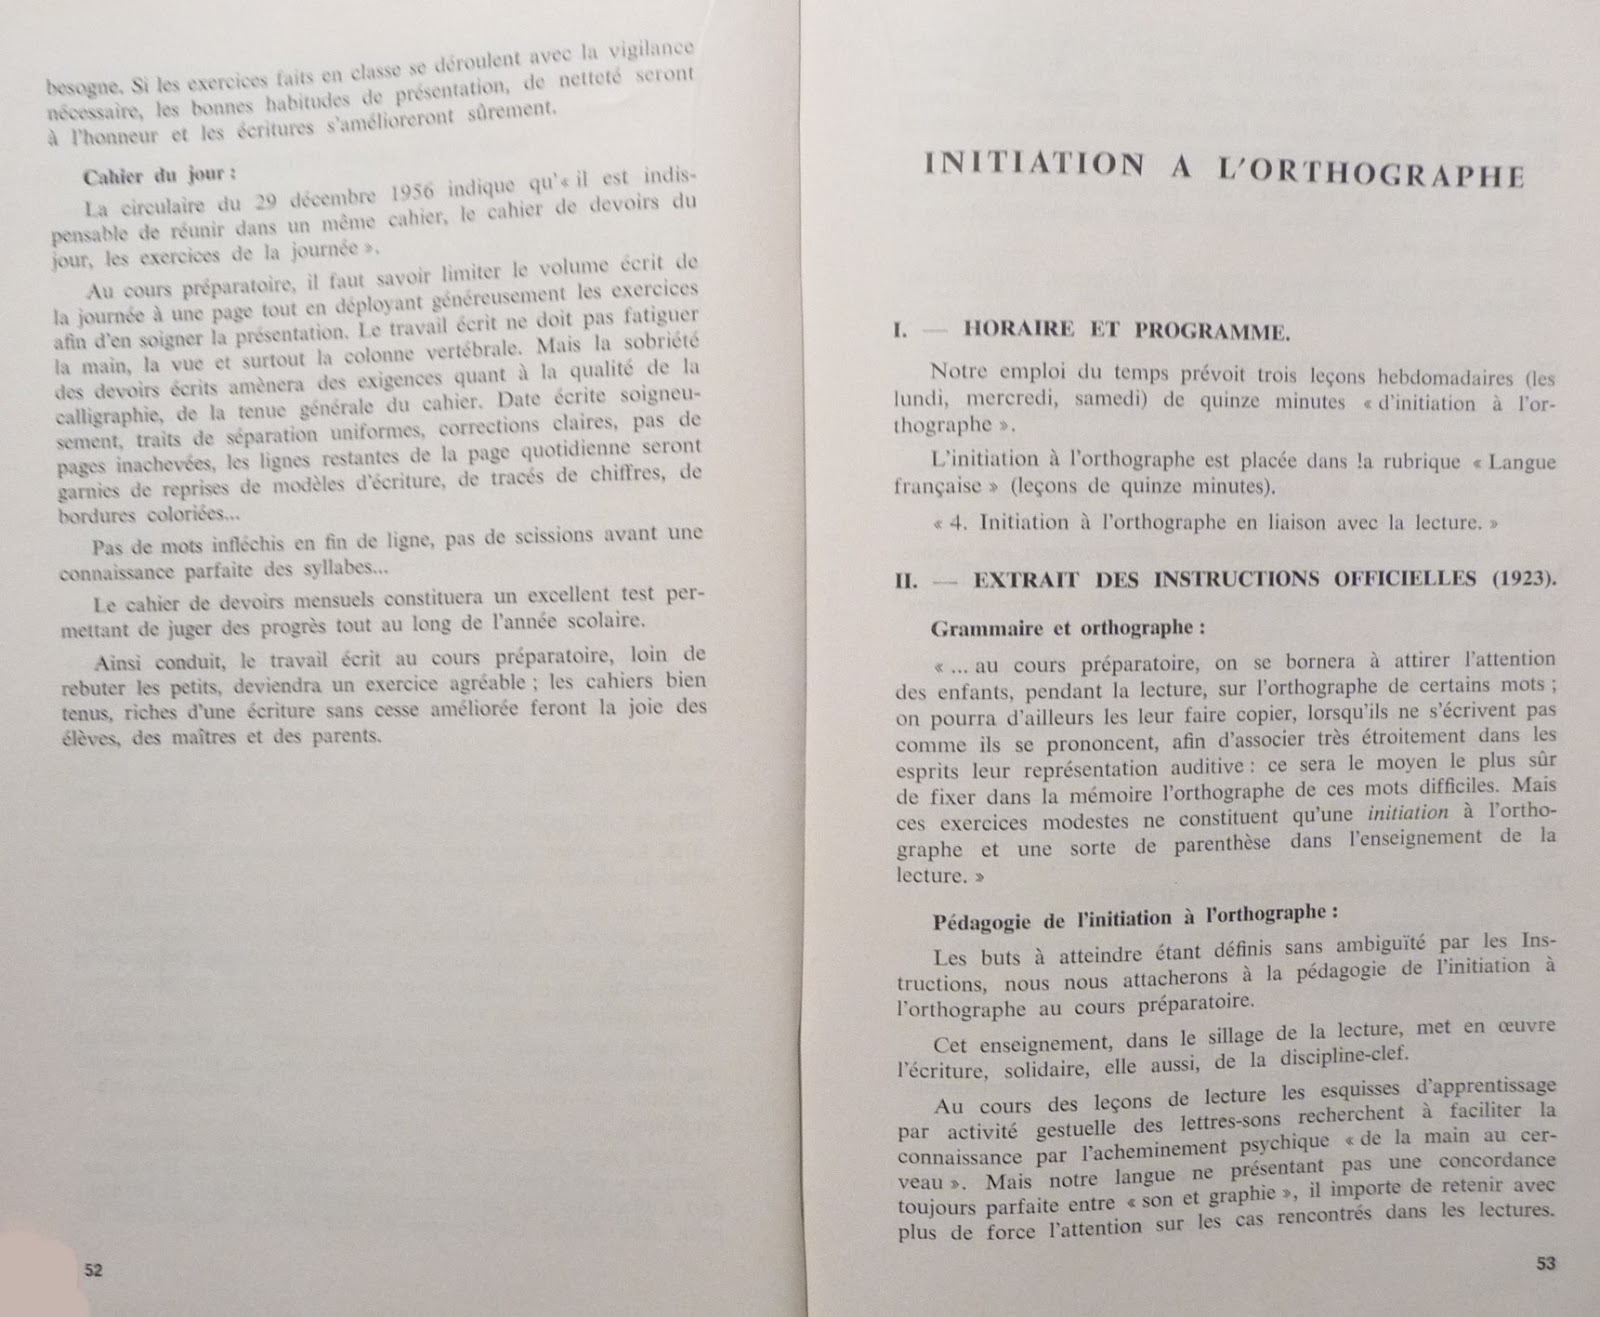 besogne. Si les exercices faits en classe se déroulent avec la vigilance
nécessaire, les bonnes habitudes de présentation, de netteté seront
à l'honneur et les écritures s'amélioreront sûrement.
Cahier du jour :
La circulaire du 29 décembre 1956 indique qu'« il est indis-
pensable de réunir dans un même cahier, le cahier de devoirs du
jour, les exercices de la journée ».
Au cours préparatoire, il faut savoir limiter le volume écrit de
la journée à une page tout en déployant généreusement les exercices
afin d'en soigner la présentation. Le travail écrit ne doit pas fatiguer
la main, la vue et surtout la colonne vertébrale. Mais la sobriété
des devoirs écrits amènera des exigences quant à la qualité de la
calligraphie, de la tenue générale du cahier. Date écrite soigneu-
sement, traits de séparation uniformes, corrections claires, pas de
pages inachevées, les lignes restantes de la page quotidienne seront
garnies de reprises de modèles d'écriture, de tracés de chiffres, de
bordures coloriées...
Pas de mots infléchis en fin de ligne, pas de scissions avant une
connaissance parfaite des syllabes...
Le cahier de devoirs mensuels constituera un excellent test per-
mettant de juger des progrès tout au long de l'année scolaire.
Ainsi conduit, le travail écrit au cours préparatoire, loin de
rebuter les petits, deviendra un exercice agréable ; les cahiers bien
tenus, riches d'une écriture sans cesse améliorée feront la joie des
élèves, des maîtres et des parents.
52
INITIATION A L'ORTHOGRAPHE
I. — HORAIRE ET PROGRAMME.
Notre emploi du temps prévoit trois leçons hebdomadaires (les
lundi, mercredi, samedi) de quinze minutes « d'initiation à l'or-
thographe ».
L'initiation à l'orthographe est placée dans la rubrique « Langue
française » (leçons de quinze minutes).
« 4. Initiation à l'orthographe en liaison avec la lecture. »
II. — EXTRAIT DES INSTRUCTIONS OFFICIELLES (1923).
Grammaire et orthographe :
« ... au cours préparatoire, on se bornera à attirer l'attention
des enfants, pendant la lecture, sur l'orthographe de certains mots ;
on pourra d'ailleurs les leur faire copier, lorsqu'ils ne s'écrivent pas
comme ils se prononcent, afin d'associer très étroitement dans les
esprits leur représentation auditive : ce sera le moyen le plus sûr
de fixer dans la mémoire l'orthographe de ces mots difficiles. Mais
ces exercices modestes ne constituent qu'une initiation à l'ortho-
graphe et une sorte de parenthèse dans l'enseignement de la
lecture. »
Pédagogie de l'initiation à l'orthographe :
Les buts à atteindre étant définis sans ambiguïté par les Ins-
tructions, nous nous attacherons à la pédagogie de l'initiation à
l'orthographe au cours préparatoire.
Cet enseignement, dans le sillage de la lecture, met en œuvre
l'écriture, solidaire, elle aussi, de la discipline-clef.
Au cours des leçons de lecture les esquisses d'apprentissage
par activité gestuelle des lettres-sons recherchent à faciliter la
connaissance par l'acheminement psychique « de la main au cer-
veau ». Mais notre langue ne présentant pas une concordance
toujours parfaite entre « son et graphie », il importe de retenir avec
plus de force l'attention sur les cas rencontrés dans les lectures.
53